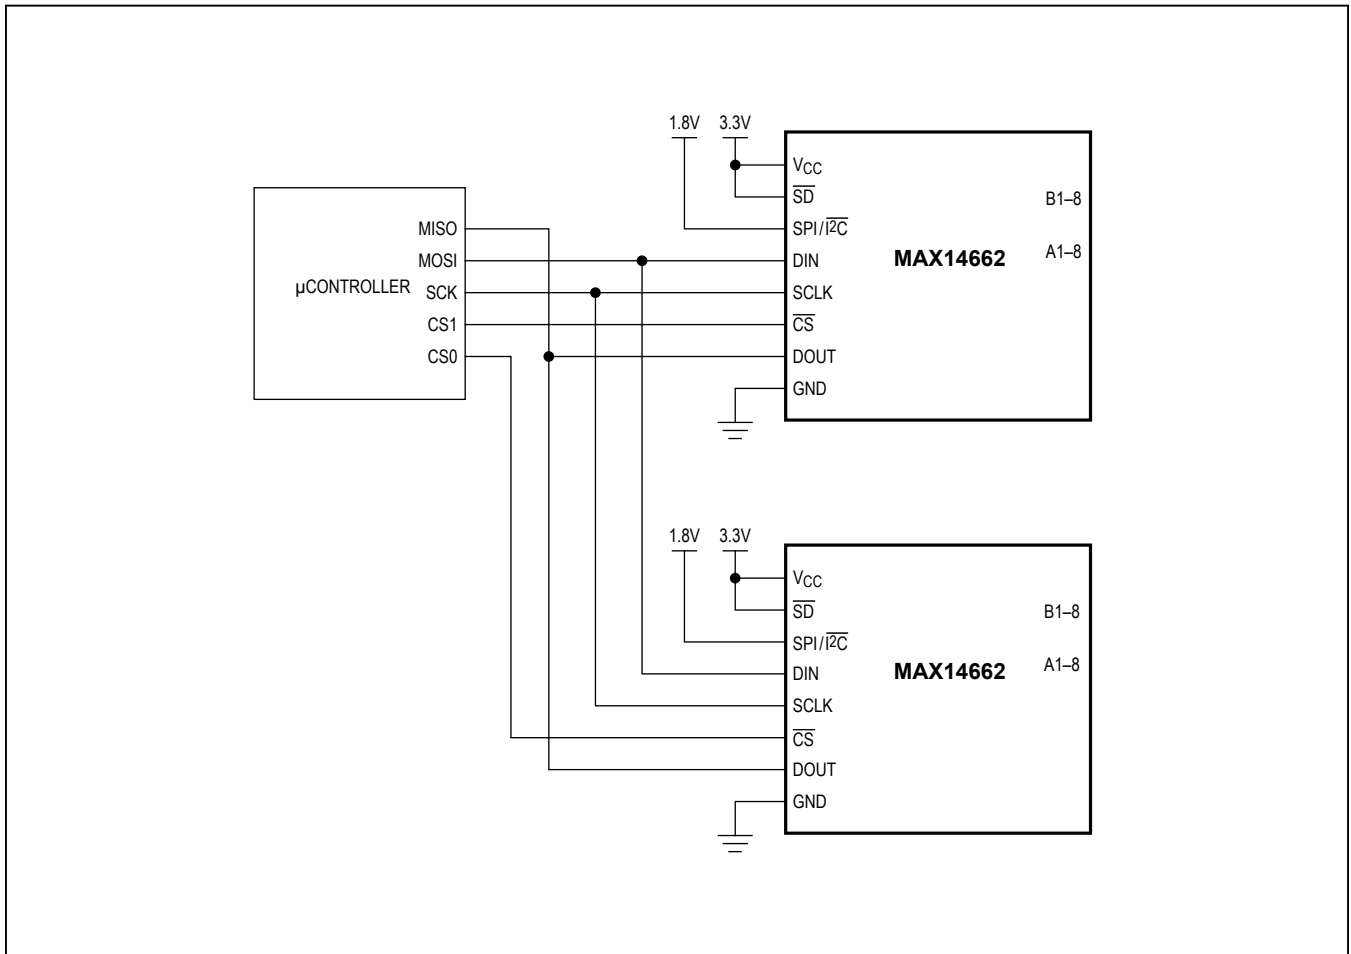 1.8V 3.3V
VCC
SD
SPI/I2C
DIN
SCLK
CS
DOUT
GND
MAX14662
B1–8
A1–8
µCONTROLLER
MISO
MOSI
SCK
CS1
CS0
1.8V 3.3V
VCC
SD
SPI/I2C
DIN
SCLK
CS
DOUT
GND
MAX14662
B1–8
A1–8